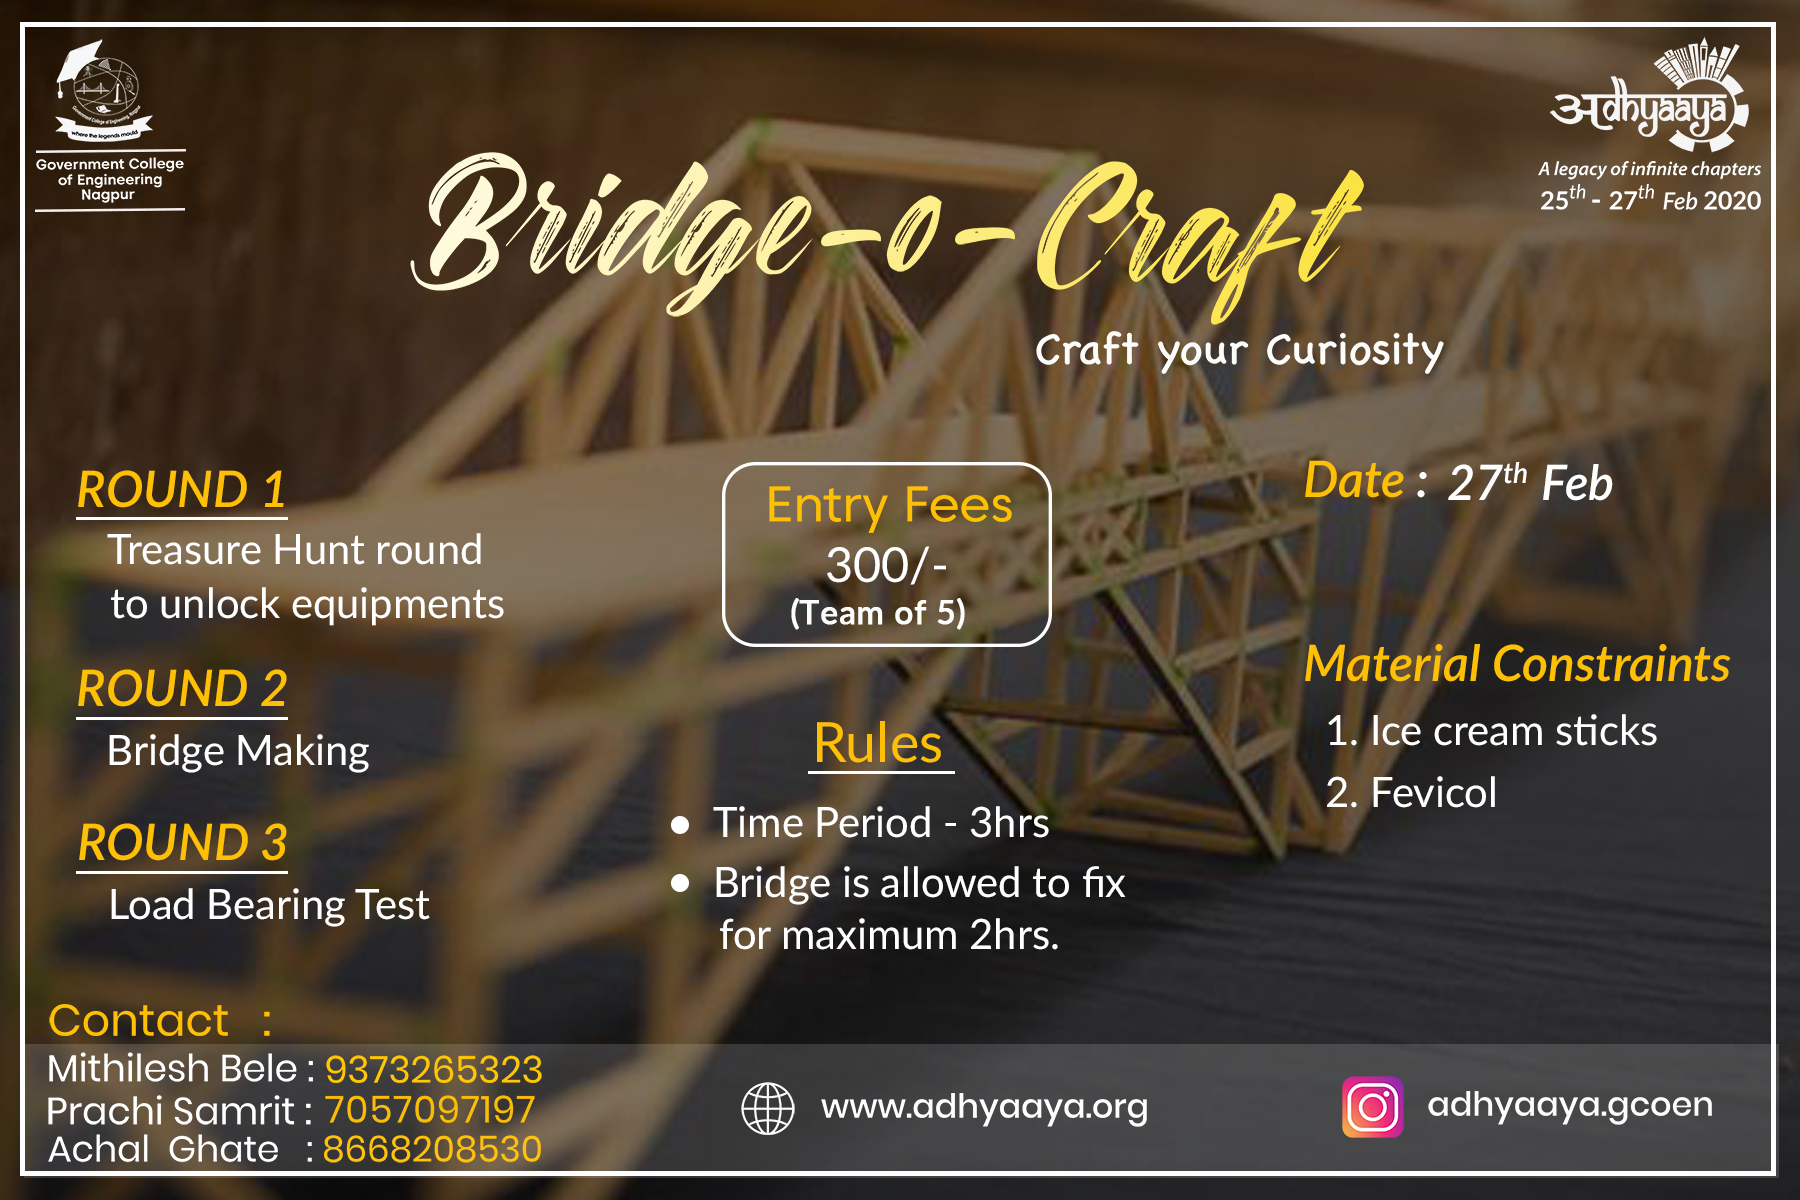 where the legends mould
Government College
of Engineering
Nagpur
अdhyaaya
A legacy of infinite chapters
25th - 27th Feb 2020
Bridge-o-Craft
Craft your Curiosity
ROUND 1
Treasure Hunt round
to unlock equipments
ROUND 2
Bridge Making
ROUND 3
Load Bearing Test
Entry Fees
300/-
(Team of 5)
Rules
• Time Period - 3hrs
• Bridge is allowed to fix
for maximum 2hrs.
Date : 27th Feb
Material Constraints
1. Ice cream sticks
2. Fevicol
Contact :
Mithilesh Bele : 9373265323
Prachi Samrit : 7057097197
Achal Ghate : 8668208530
www.adhyaaya.org
adhyaaya.gcoen